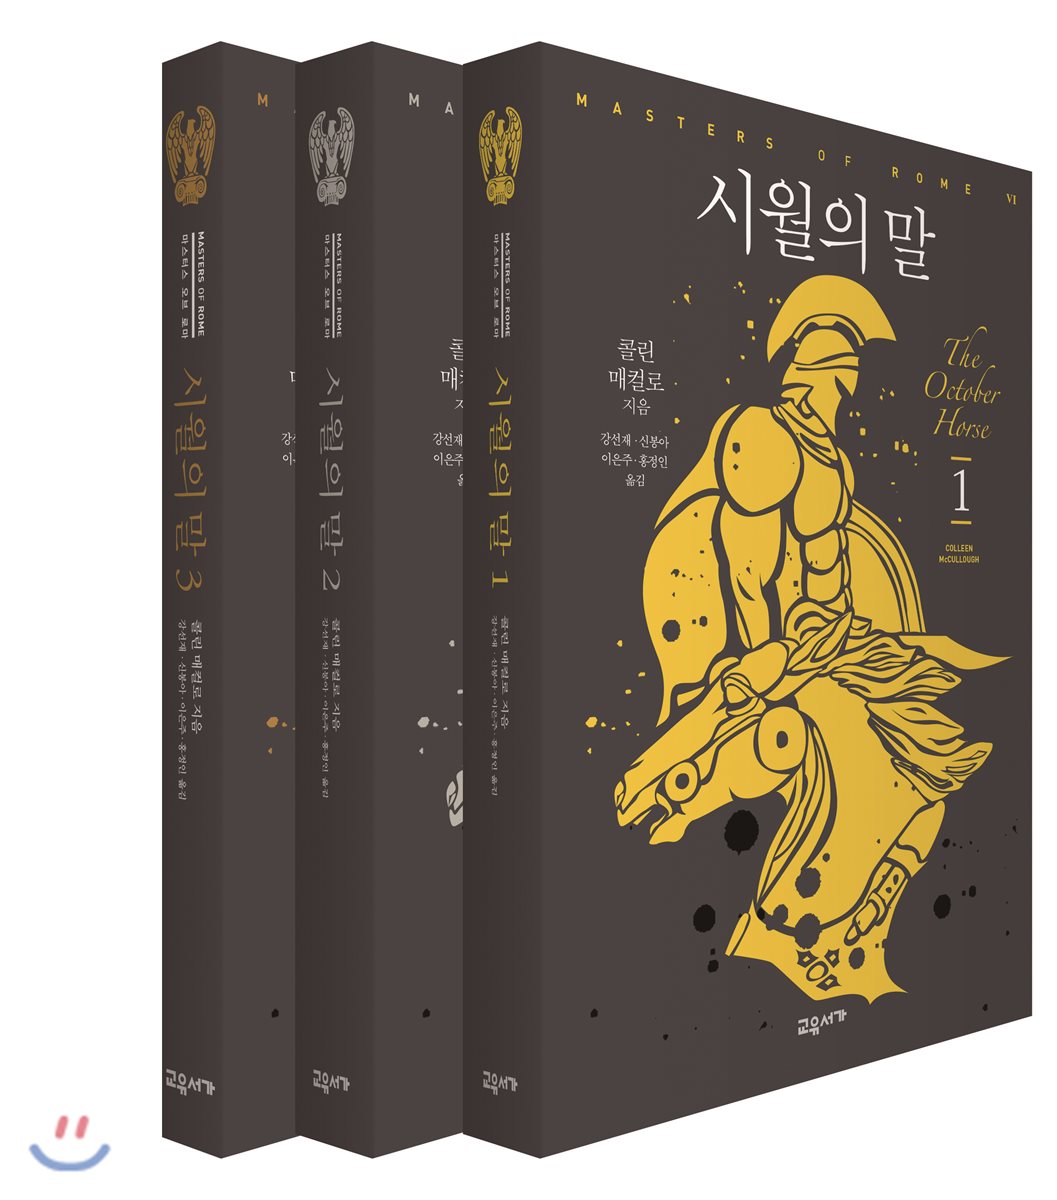 MASTERS OF ROME VI
시월의 말
The
October
Horse
1
COLLEEN
McCULLOUGH
콜린
매컬로
지음
강선재·신봉아
이은주·홍정인
옮김
교유서가
MASTERS OF ROME
마스터스 오브 로마
시월의 말 1
콜린 매컬로 지음
강선재·신봉아·이은주·홍정인 옮김
교유서가
M A
MASTERS OF ROME
마스터스 오브 로마
시월의 말 2
콜린 매컬로 지음
강선재·신봉아·이은주·홍정인 옮김
교유서가
M
MASTERS OF ROME
마스터스 오브 로마
시월의 말 3
콜린 매컬로 지음
강선재·신봉아·이은주·홍정인 옮김
교유서가